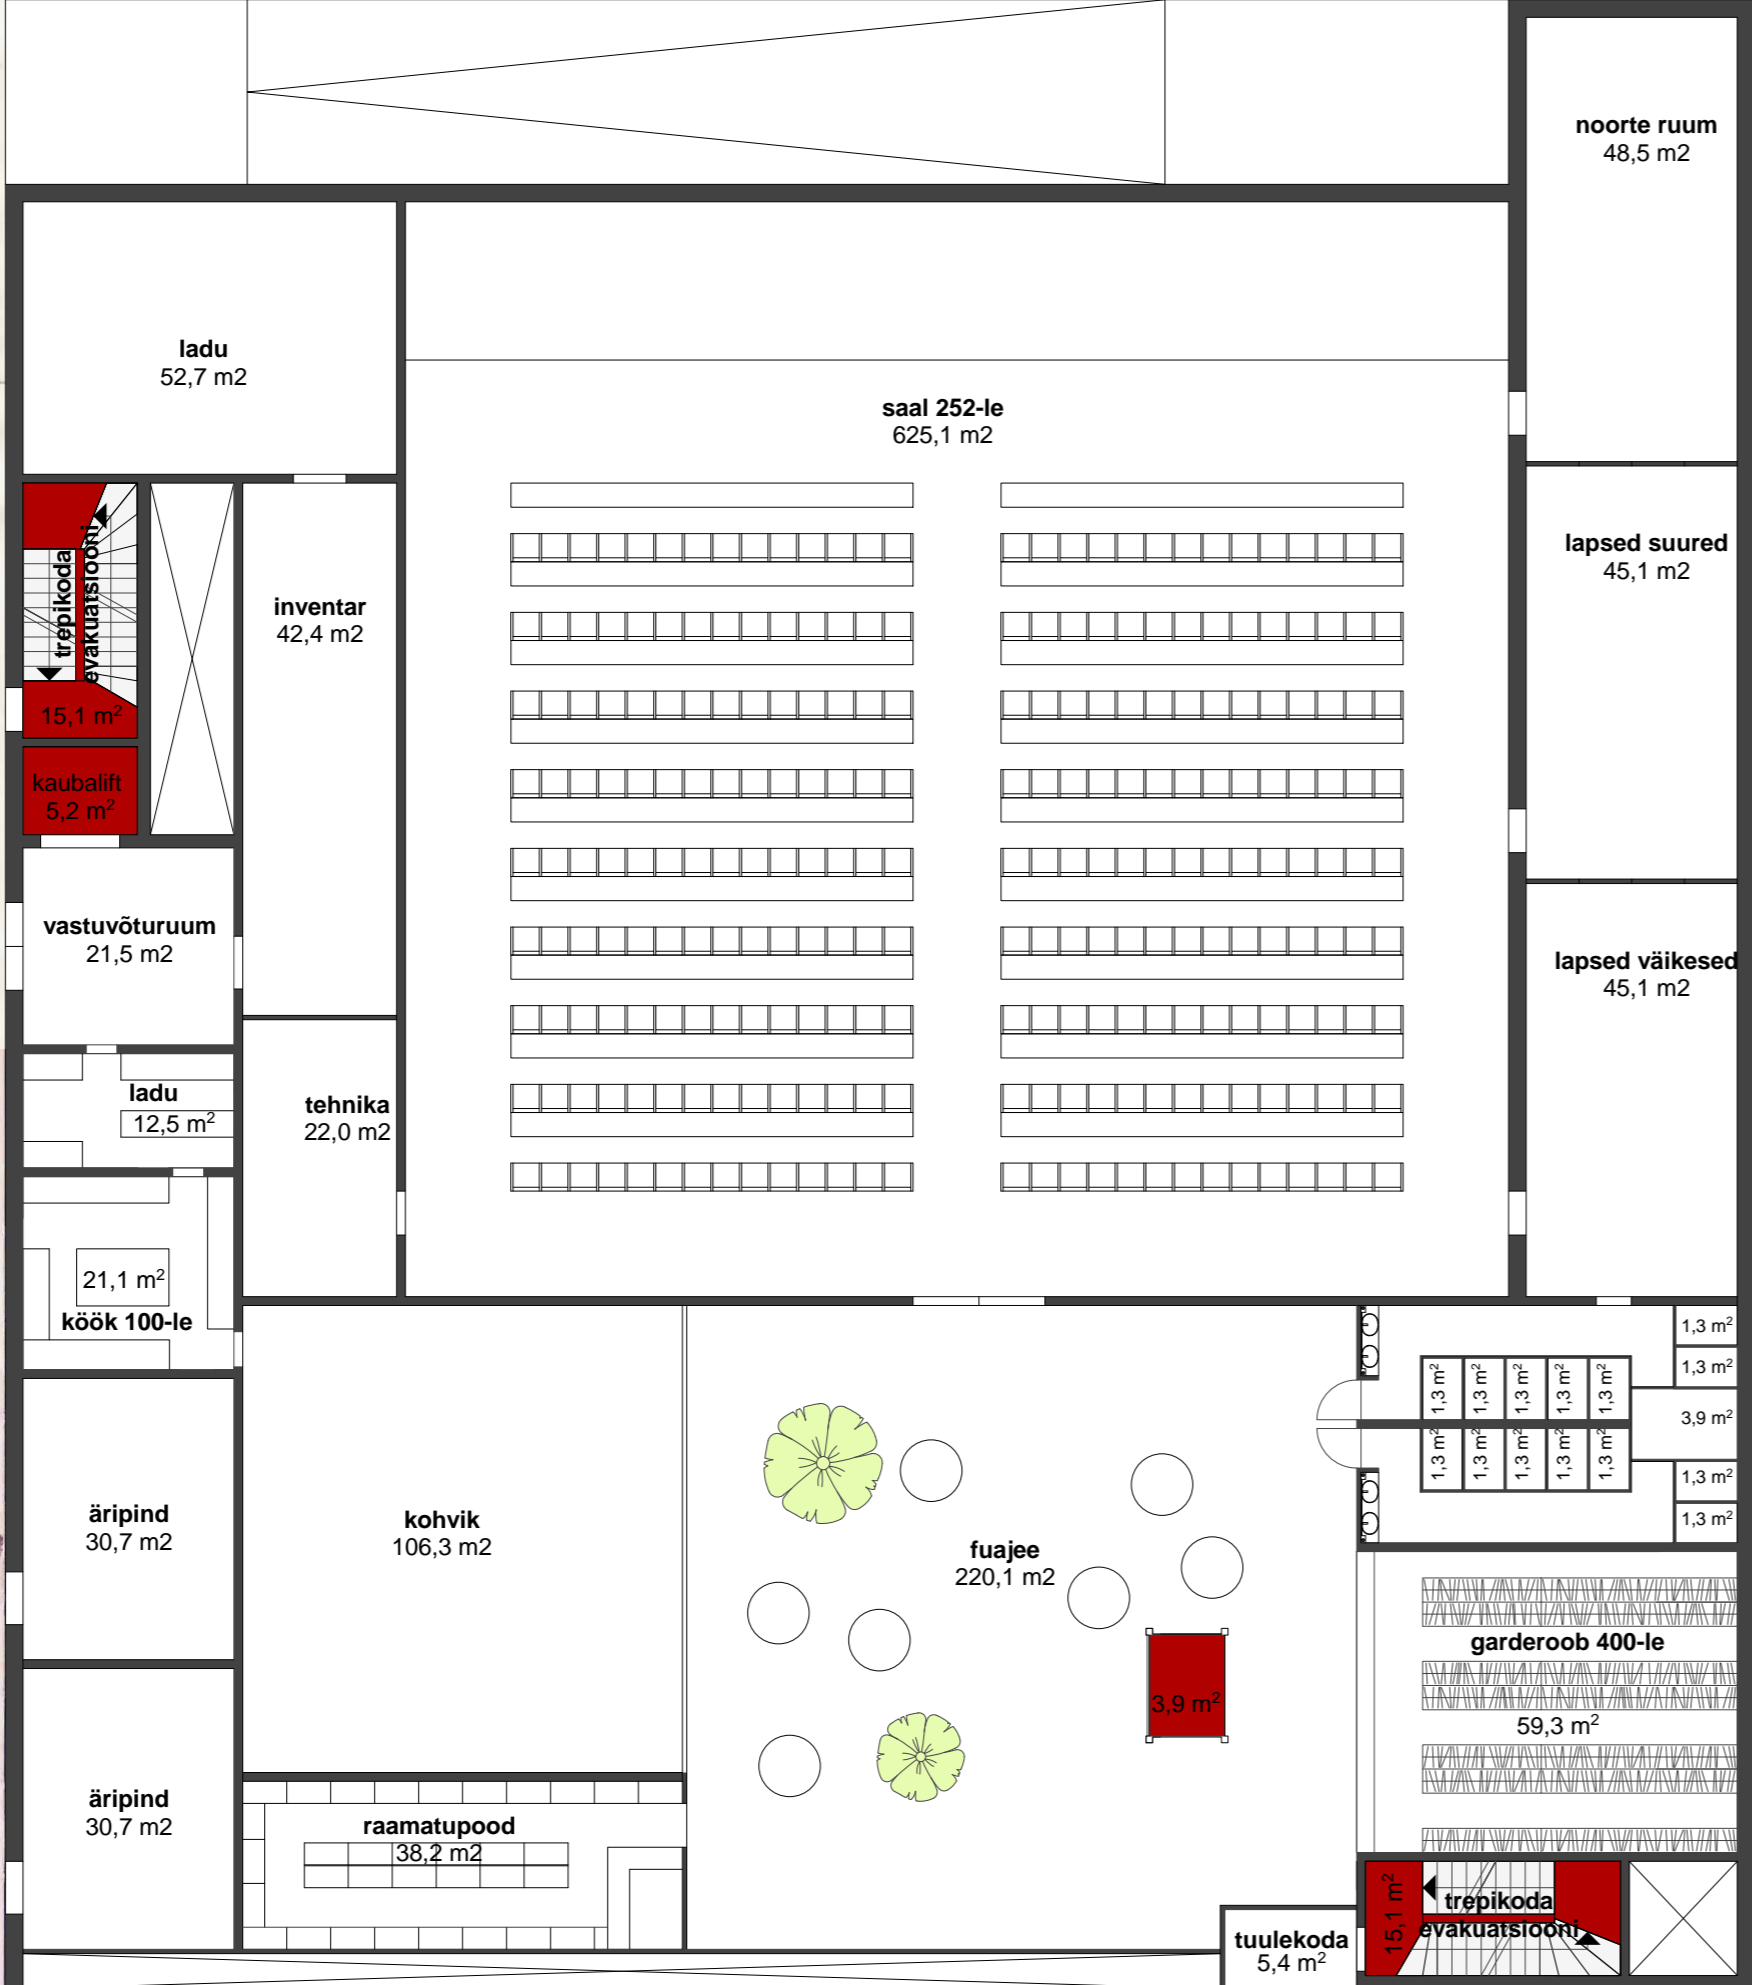 noorte ruum
48,5 m2
ladu
52,7 m2
saal 252-le
625,1 m2
lapsed suured
45,1 m2
trepikoda
evakuatsiooni
15,1 m²
inventar
42,4 m2
kaubalift
5,2 m²
vastuvõturuum
21,5 m2
lapsed väikesed
45,1 m2
ladu
12,5 m²
tehnika
22,0 m2
21,1 m²
köök 100-le
1,3 m²
1,3 m²
1,3 m²
1,3 m²
1,3 m²
1,3 m²
1,3 m²
3,9 m²
1,3 m²
1,3 m²
1,3 m²
1,3 m²
1,3 m²
1,3 m²
1,3 m²
äripind
30,7 m2
kohvik
106,3 m2
fuajee
220,1 m2
garderoob 400-le
59,3 m²
3,9 m²
äripind
30,7 m2
raamatupood
38,2 m2
15,1 m²
trepikoda
evakuatsiooni
tuulekoda
5,4 m²